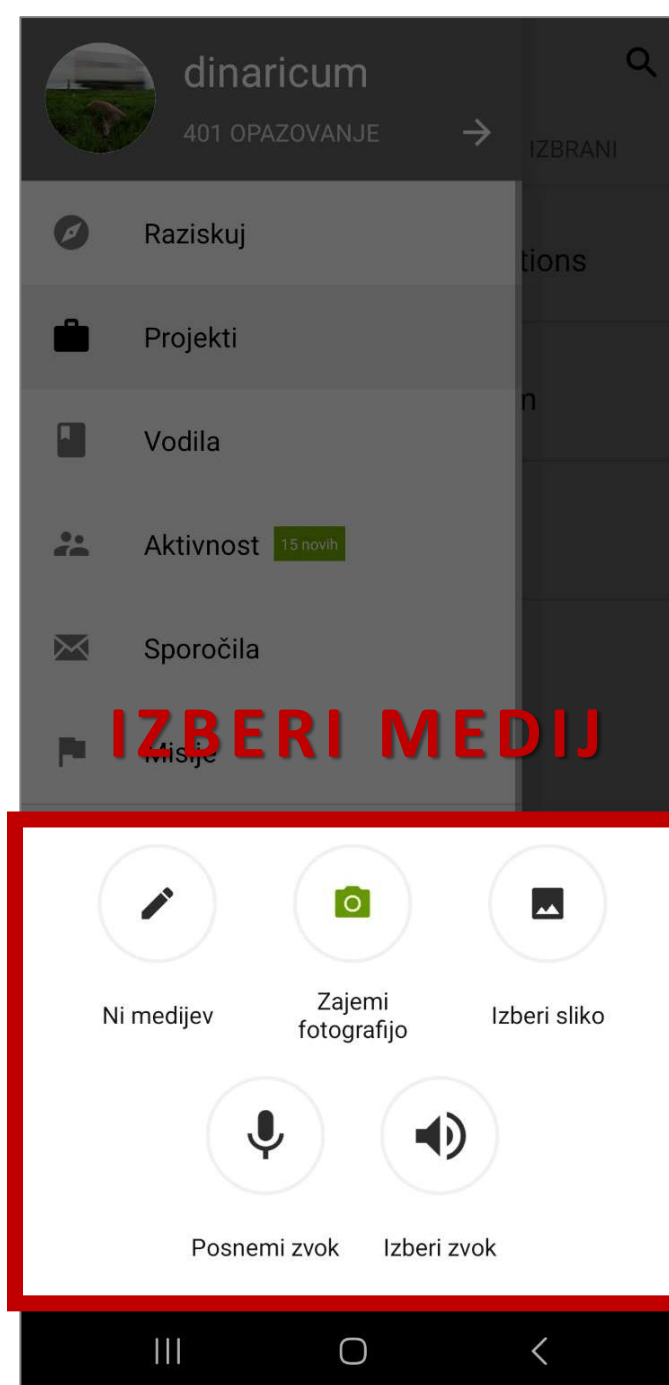 dinaricum
401 OPAZOVANJE
IZBRANI
Raziskuj
tions
Projekti
n
Vodila
Aktivnost 15 novih
Sporočila
IZBERI MEDIJ
Misije
Ni medijev
Zajemi
fotografijo
Izberi sliko
Posnemi zvok
Izberi zvok